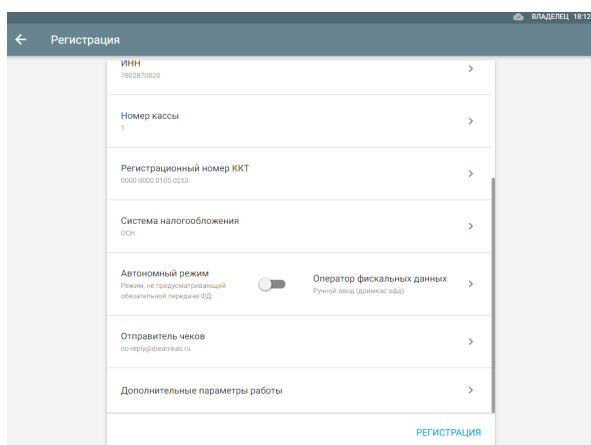 ВЛАДЕЛЕЦ 18:12
Регистрация
ИНН
7802870820
Номер кассы
1
Регистрационный номер ККТ
0000 0000 0105 0253
Система налогообложения
ОСН
Автономный режим
Режим, не предусматривающий
обязательной передачи ФД
Оператор фискальных данных
Ручной ввод (дримкас офд)
Отправитель чеков
no-reply@dreamkas.ru
Дополнительные параметры работы
РЕГИСТРАЦИЯ